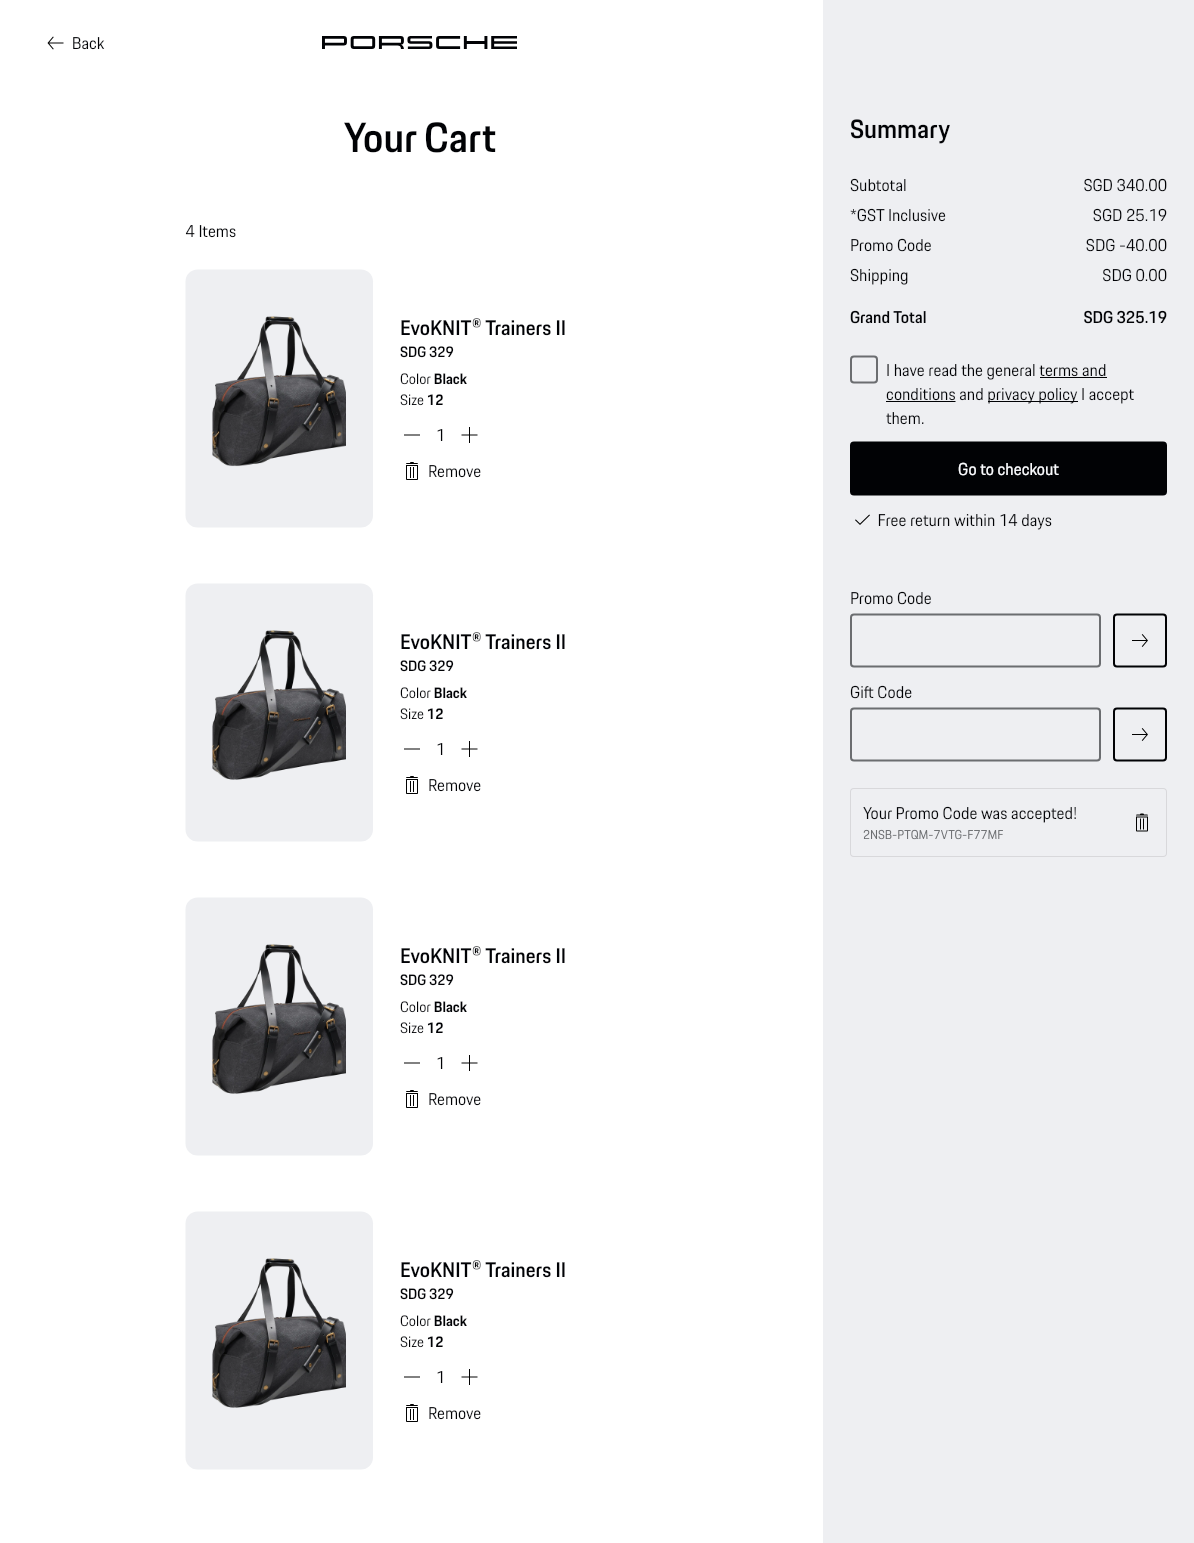 Back
PORSCHE
Your Cart
4 Items
EvoKNIT® Trainers II
SDG 329
Color Black
Size 12
1
Remove
EvoKNIT® Trainers II
SDG 329
Color Black
Size 12
1
Remove
EvoKNIT® Trainers II
SDG 329
Color Black
Size 12
1
Remove
EvoKNIT® Trainers II
SDG 329
Color Black
Size 12
1
Remove
Summary
Subtotal SGD 340.00
*GST Inclusive SGD 25.19
Promo Code SDG -40.00
Shipping SDG 0.00
Grand Total SDG 325.19
I have read the general terms and
conditions and privacy policy I accept
them.
Go to checkout
Free return within 14 days
Promo Code
Gift Code
Your Promo Code was accepted!
2NSB-PTQM-7VTG-F77MF